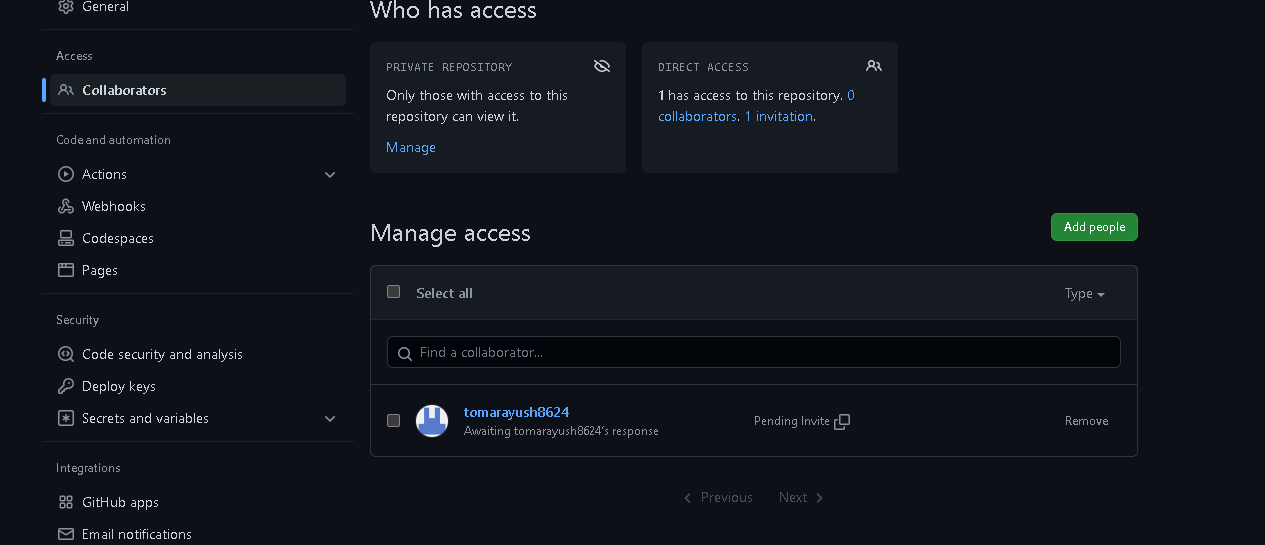 General
Access
Collaborators
Code and automation
Actions
Webhooks
Codespaces
Pages
Security
Code security and analysis
Deploy keys
Secrets and variables
Integrations
GitHub apps
Email notifications
Who has access
PRIVATE REPOSITORY
Only those with access to this
repository can view it.
Manage
DIRECT ACCESS
1 has access to this repository. 0
collaborators. 1 invitation.
Manage access
Add people
Select all
Type
Find a collaborator...
tomarayush8624
Awaiting tomarayush8624's response
Pending Invite
Remove
Previous
Next